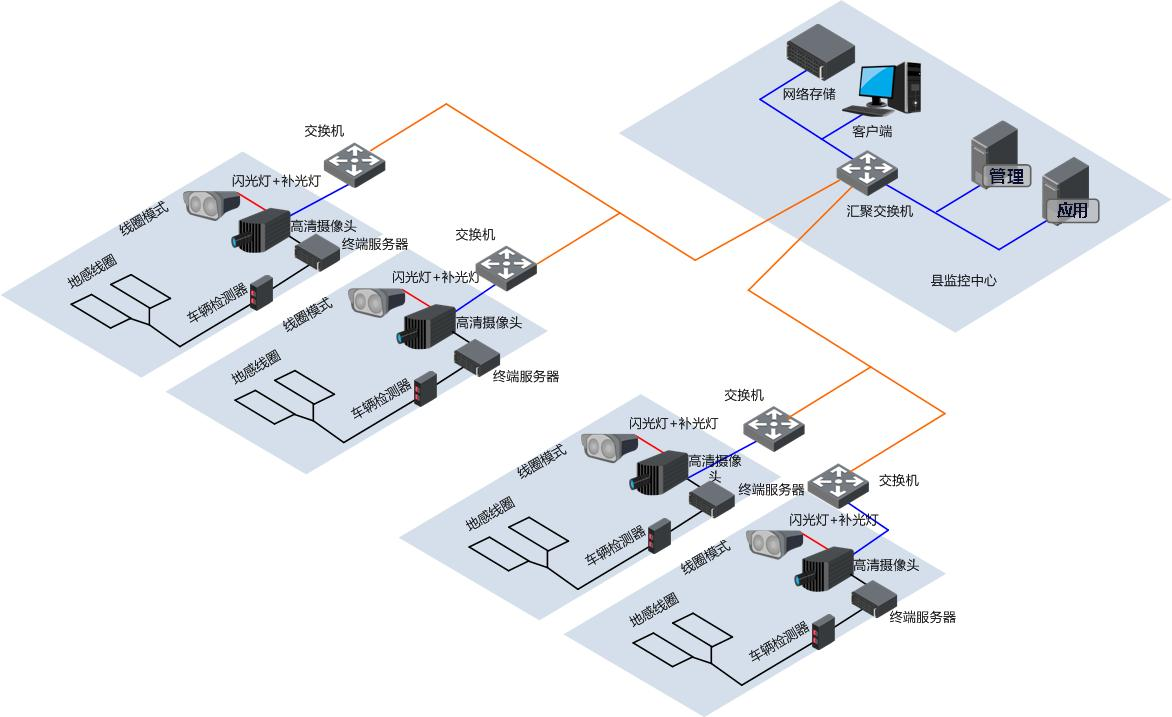 网络存储
客户端
管理
应用
汇聚交换机
县监控中心
交换机
闪光灯+补光灯
线圈模式
高清摄像头
终端服务器
地感线圈
车辆检测器
交换机
闪光灯+补光灯
线圈模式
高清摄像头
终端服务器
地感线圈
车辆检测器
交换机
闪光灯+补光灯
线圈模式
高清摄像
头
终端服务器
地感线圈
车辆检测器
交换机
闪光灯+补光灯
线圈模式
高清摄像头
终端服务器
地感线圈
车辆检测器